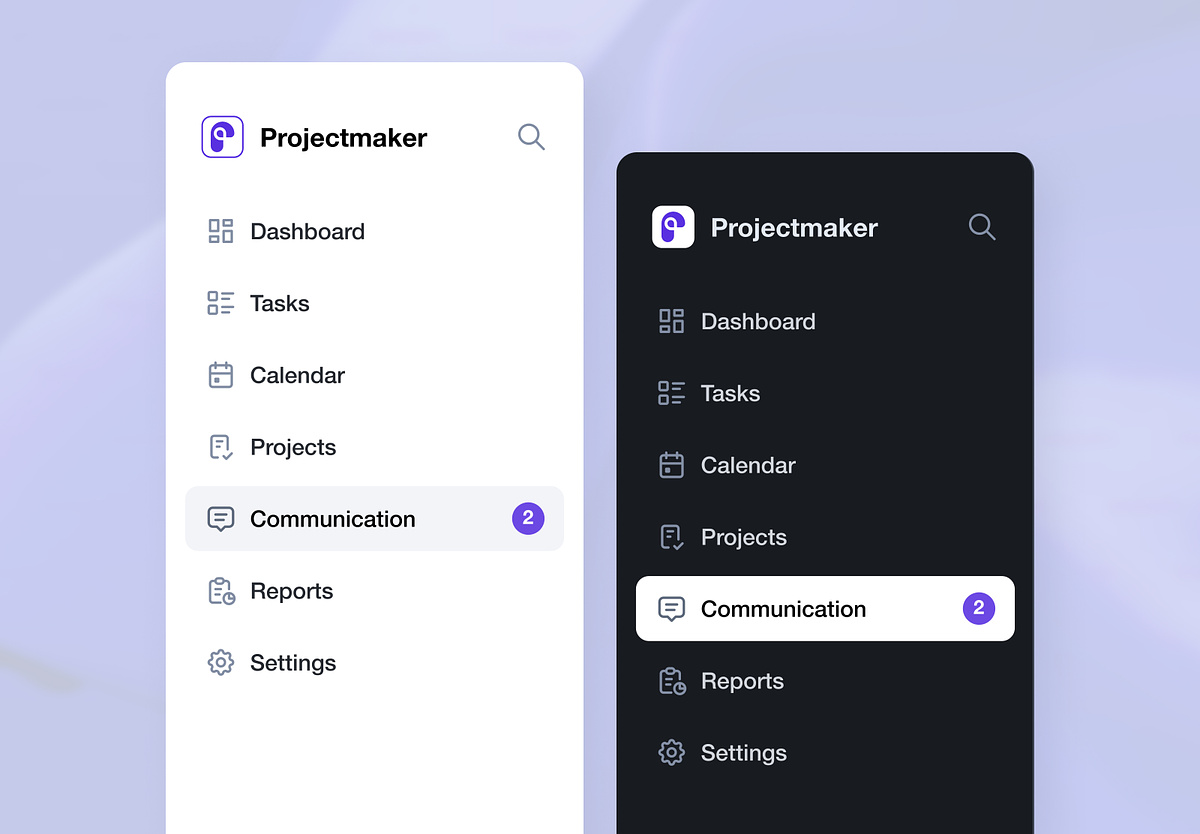 Projectmaker
Dashboard
Tasks
Calendar
Projects
Communication 2
Reports
Settings
Projectmaker
Dashboard
Tasks
Calendar
Projects
Communication 2
Reports
Settings